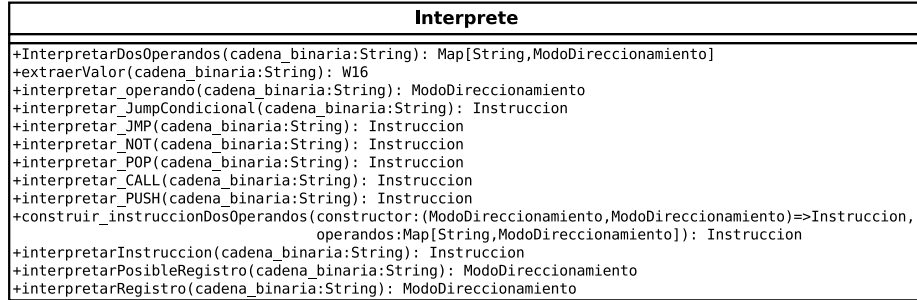 Interprete
+InterpretarDosOperandos(cadena_binaria:String): Map[String,ModoDireccionamiento]
+extraerValor(cadena_binaria:String): W16
+interpretar_operando(cadena_binaria:String): ModoDireccionamiento
+interpretar_JumpCondicional(cadena_binaria:String): Instruccion
+interpretar_JMP(cadena_binaria:String): Instruccion
+interpretar_NOT(cadena_binaria:String): Instruccion
+interpretar_POP(cadena_binaria:String): Instruccion
+interpretar_CALL(cadena_binaria:String): Instruccion
+interpretar_PUSH(cadena_binaria:String): Instruccion
+construir_instruccionDosOperandos(constructor:(ModoDireccionamiento,ModoDireccionamiento)=>Instruccion,
operandos:Map[String,ModoDireccionamiento]): Instruccion
+interpretarInstruccion(cadena_binaria:String): Instruccion
+interpretarPosibleRegistro(cadena_binaria:String): ModoDireccionamiento
+interpretarRegistro(cadena_binaria:String): ModoDireccionamiento